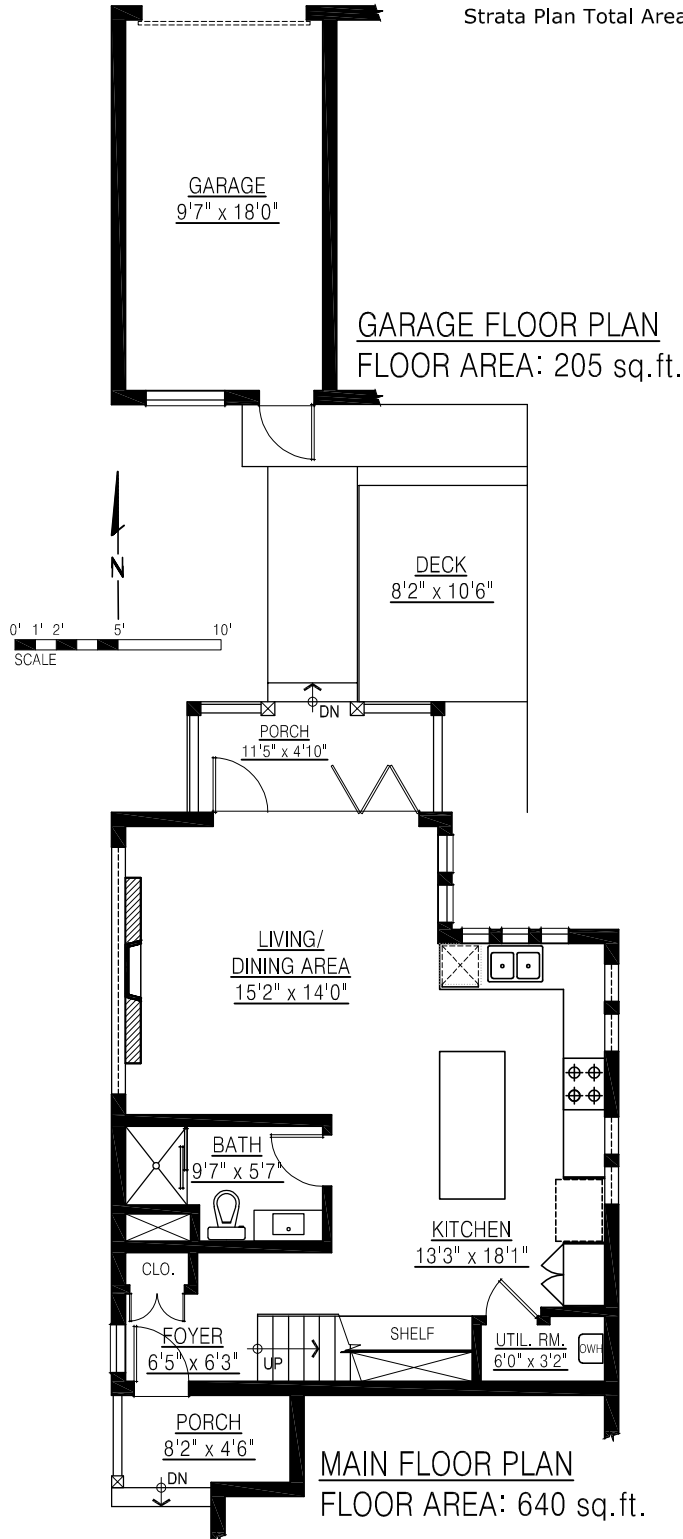 Strata Plan Total Area
GARAGE
9'7" x 18'0"
GARAGE FLOOR PLAN
FLOOR AREA: 205 sq.ft.
N
DECK
8'2" x 10'6"
0' 1' 2' 5' 10'
SCALE
DN
PORCH
11'5" x 4'10"
LIVING/
DINING AREA
15'2" x 14'0"
BATH
9'7" x 5'7"
KITCHEN
13'3" x 18'1"
CLO.
FOYER
6'5" x 6'3"
UP
SHELF
UTIL. RM.
6'0" x 3'2"
OWH
PORCH
8'2" x 4'6"
DN
MAIN FLOOR PLAN
FLOOR AREA: 640 sq.ft.